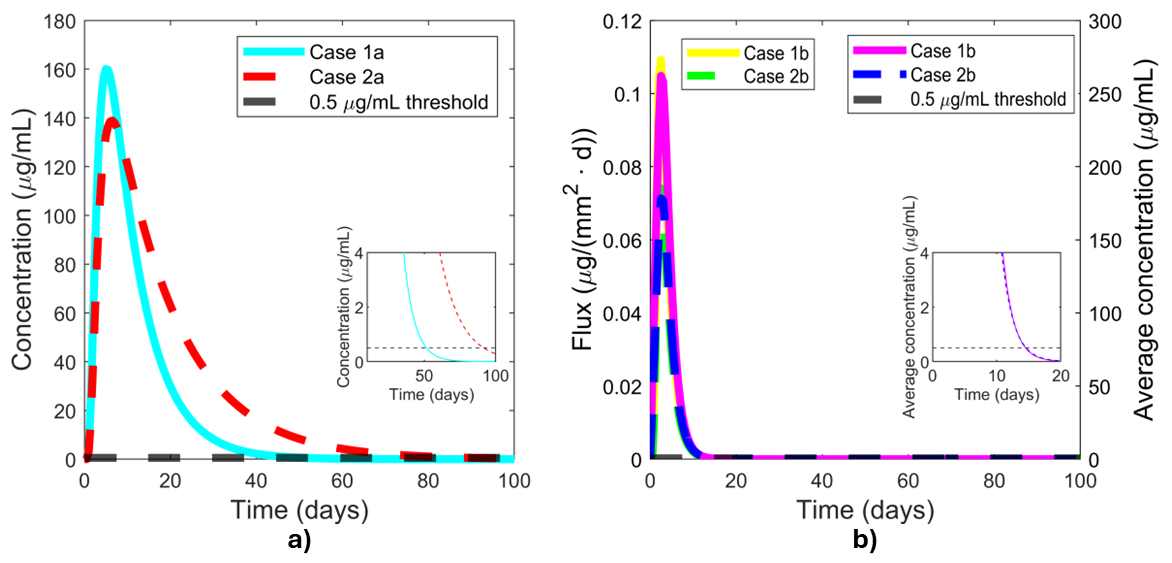 180
160
140
120
100
80
60
40
20
0
Concentration (μg/mL)
Case 1a
Case 2a
0.5 μg/mL threshold
4
2
0
Concentration (μg/mL)
50
100
Time (days)
0
20
40
60
80
100
Time (days)
a)
0.12
0.1
0.08
0.06
0.04
0.02
0
Flux (μg/(mm² · d))
Case 1b
Case 2b
Case 1b
Case 2b
0.5 μg/mL threshold
4
2
0
Average concentration (μg/mL)
0
10
20
Time (days)
300
250
200
150
100
50
0
Average concentration (μg/mL)
0
20
40
60
80
100
Time (days)
b)